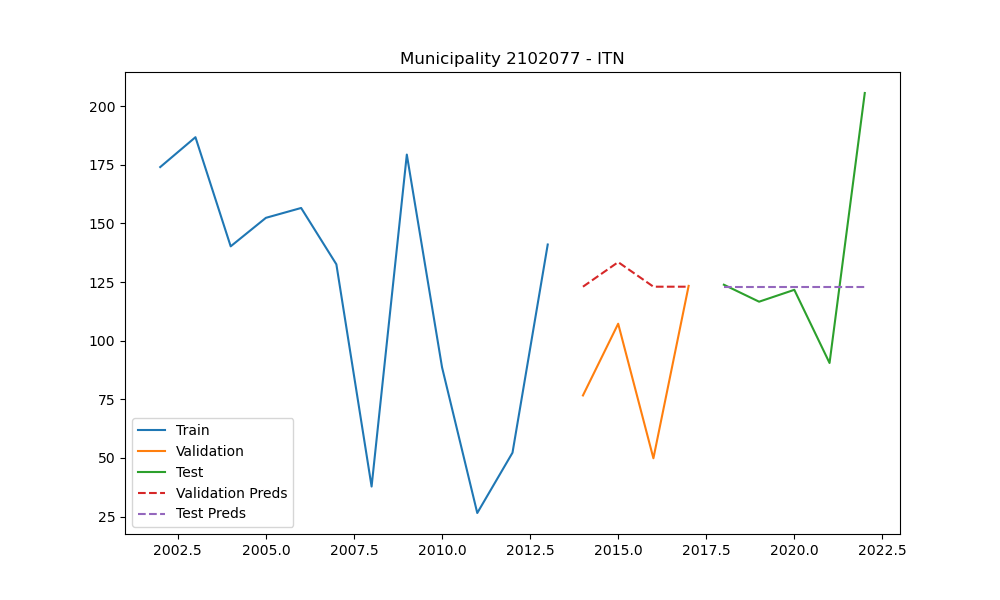 Municipality 2102077 - ITN
200
175
150
125
100
75
50
25
Train
Validation
Test
Validation Preds
Test Preds
2002.5 2005.0 2007.5 2010.0 2012.5 2015.0 2017.5 2020.0 2022.5